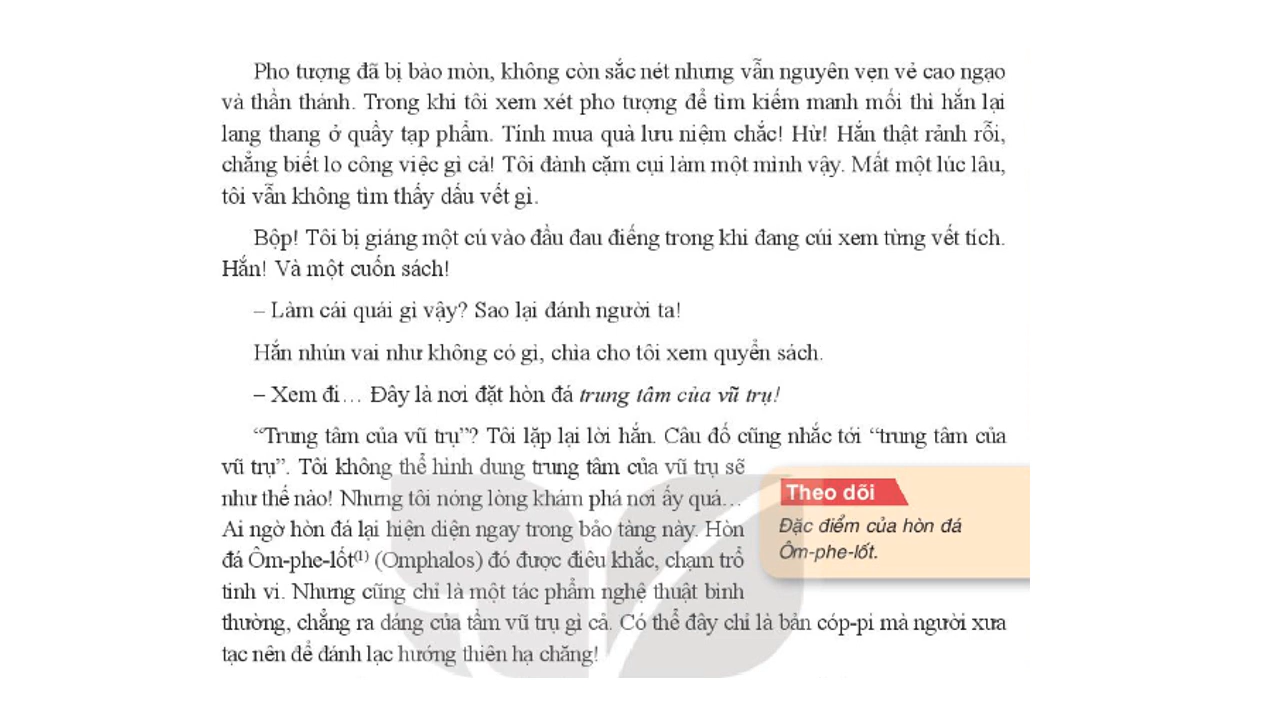 Pho tượng đã bị bào mòn, không còn sắc nét nhưng vẫn nguyên vẹn vẻ cao ngạo
và thần thánh. Trong khi tôi xem xét pho tượng để tìm kiếm manh mối thì hắn lại
lang thang ở quầy tạp phẩm. Tính mua quà lưu niệm chắc! Hừ! Hắn thật rảnh rỗi,
chẳng biết lo công việc gì cả! Tôi đành cặm cụi làm một mình vậy. Mất một lúc lâu,
tôi vẫn không tìm thấy dấu vết gì.
Bộp! Tôi bị giáng một cú vào đầu đau điếng trong khi đang cúi xem từng vết tích.
Hắn! Và một cuốn sách!
– Làm cái quái gì vậy? Sao lại đánh người ta!
Hắn nhún vai như không có gì, chìa cho tôi xem quyển sách.
– Xem đi… Đây là nơi đặt hòn đá trung tâm của vũ trụ!
“Trung tâm của vũ trụ”? Tôi lặp lại lời hắn. Câu đố cũng nhắc tới “trung tâm của
vũ trụ”. Tôi không thể hình dung trung tâm của vũ trụ sẽ
như thế nào! Nhưng tôi nóng lòng khám phá nơi ấy quá…
Ai ngờ hòn đá lại hiện diện ngay trong bảo tàng này. Hòn
đá Ôm-phe-lốt(1) (Omphalos) đó được điêu khắc, chạm trổ
tinh vi. Nhưng cũng chỉ là một tác phẩm nghệ thuật bình
thường, chẳng ra dáng của tầm vũ trụ gì cả. Có thể đây chỉ là bản cóp-pi mà người xưa
tạc nên để đánh lạc hướng thiên hạ chăng!
Theo dõi
Đặc điểm của hòn đá
Ôm-phe-lốt.